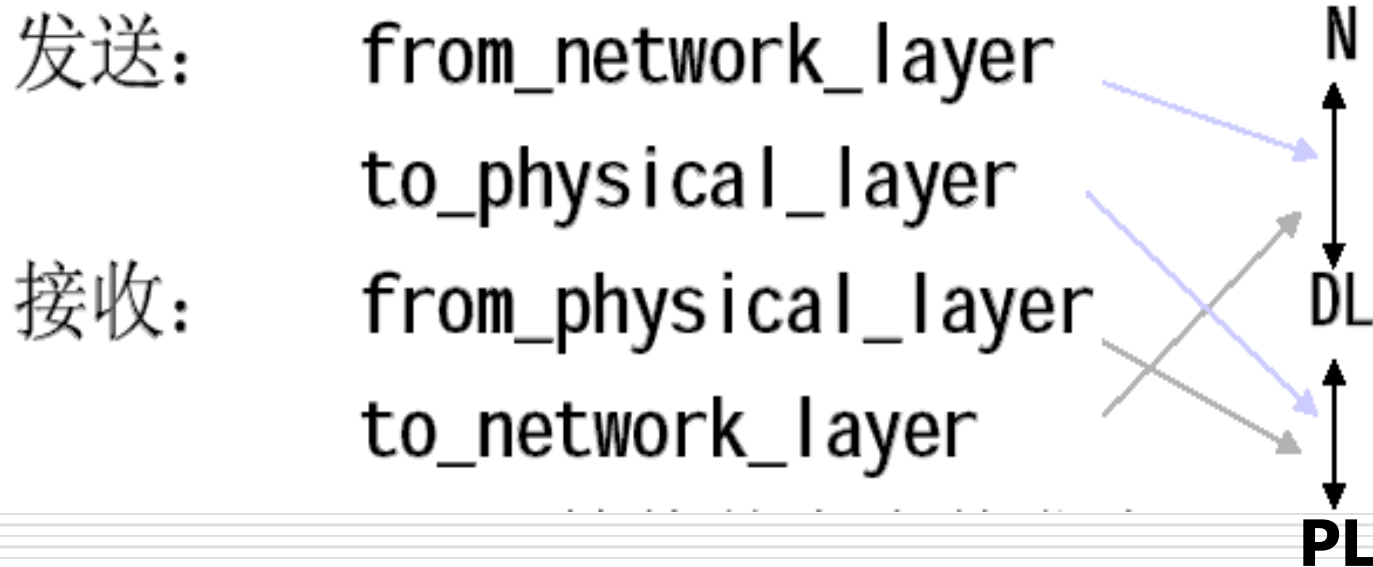 发送： from_network_layer
N
to_physical_layer
接收： from_physical_layer
DL
to_network_layer
PL